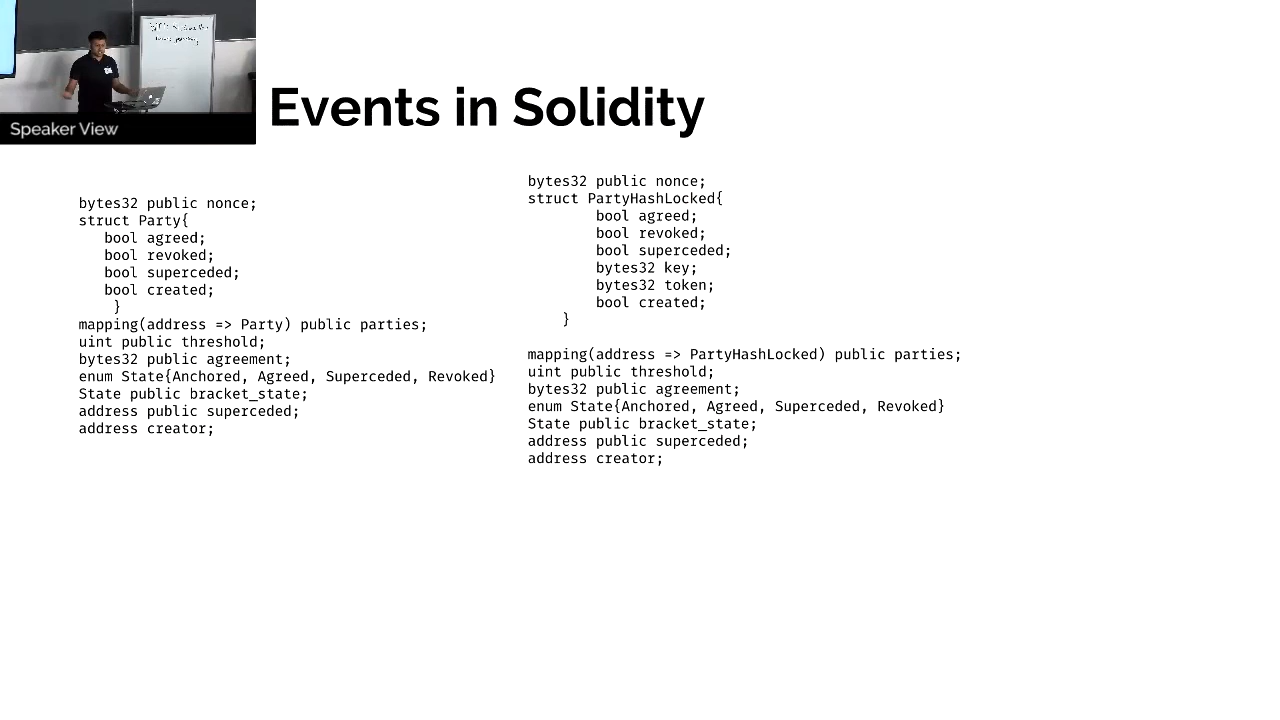 Speaker View
Events in Solidity
bytes32 public nonce;
struct Party{
bool agreed;
bool revoked;
bool superceded;
bool created;
}
mapping(address => Party) public parties;
uint public threshold;
bytes32 public agreement;
enum State{Anchored, Agreed, Superceded, Revoked}
State public bracket_state;
address public superceded;
address creator;
bytes32 public nonce;
struct PartyHashLocked{
bool agreed;
bool revoked;
bool superceded;
bytes32 key;
bytes32 token;
bool created;
}
mapping(address => PartyHashLocked) public parties;
uint public threshold;
bytes32 public agreement;
enum State{Anchored, Agreed, Superceded, Revoked}
State public bracket_state;
address public superceded;
address creator;